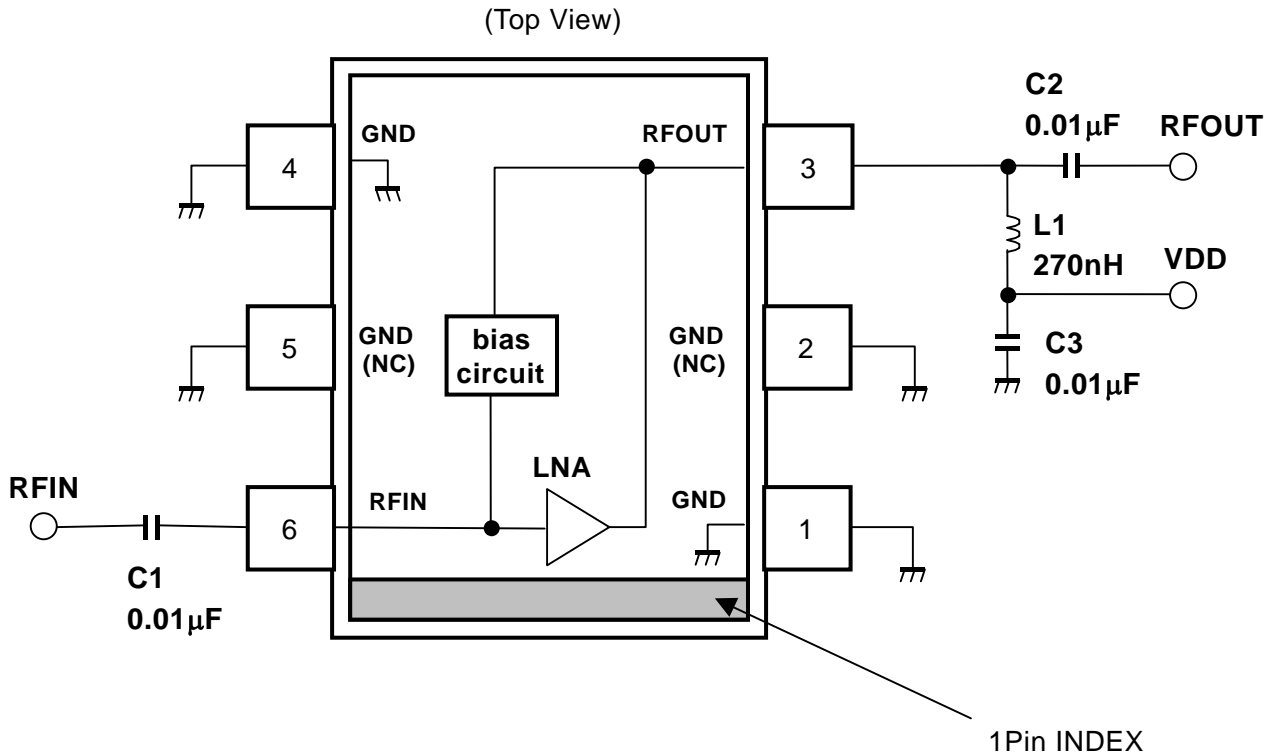 (Top View)
C2
0.01μF
RFOUT
GND
RFOUT
4
3
L1
270nH
VDD
5
GND
(NC)
bias
circuit
GND
(NC)
2
C3
0.01μF
RFIN
LNA
6
RFIN
GND
1
C1
0.01μF
1Pin INDEX